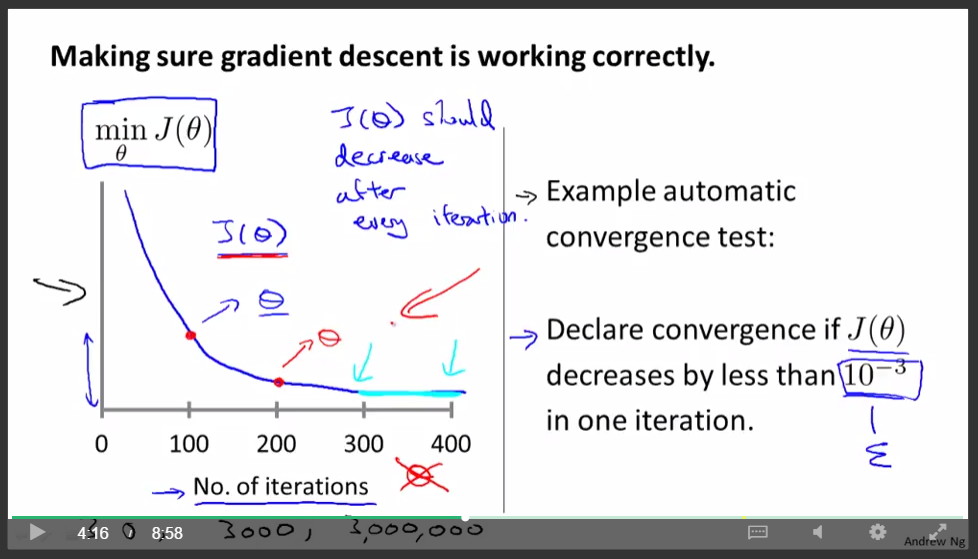 Making sure gradient descent is working correctly.
min J(θ)
θ
J(θ) should
decrease
after
every iteration.
J(θ)
θ
θ
0 100 200 300 400
No. of iterations
→ Example automatic
convergence test:
→ Declare convergence if J(θ)
decreases by less than 10⁻³
in one iteration.
ε
3000, 3,000,000
4:16 / 8:58
Andrew Ng